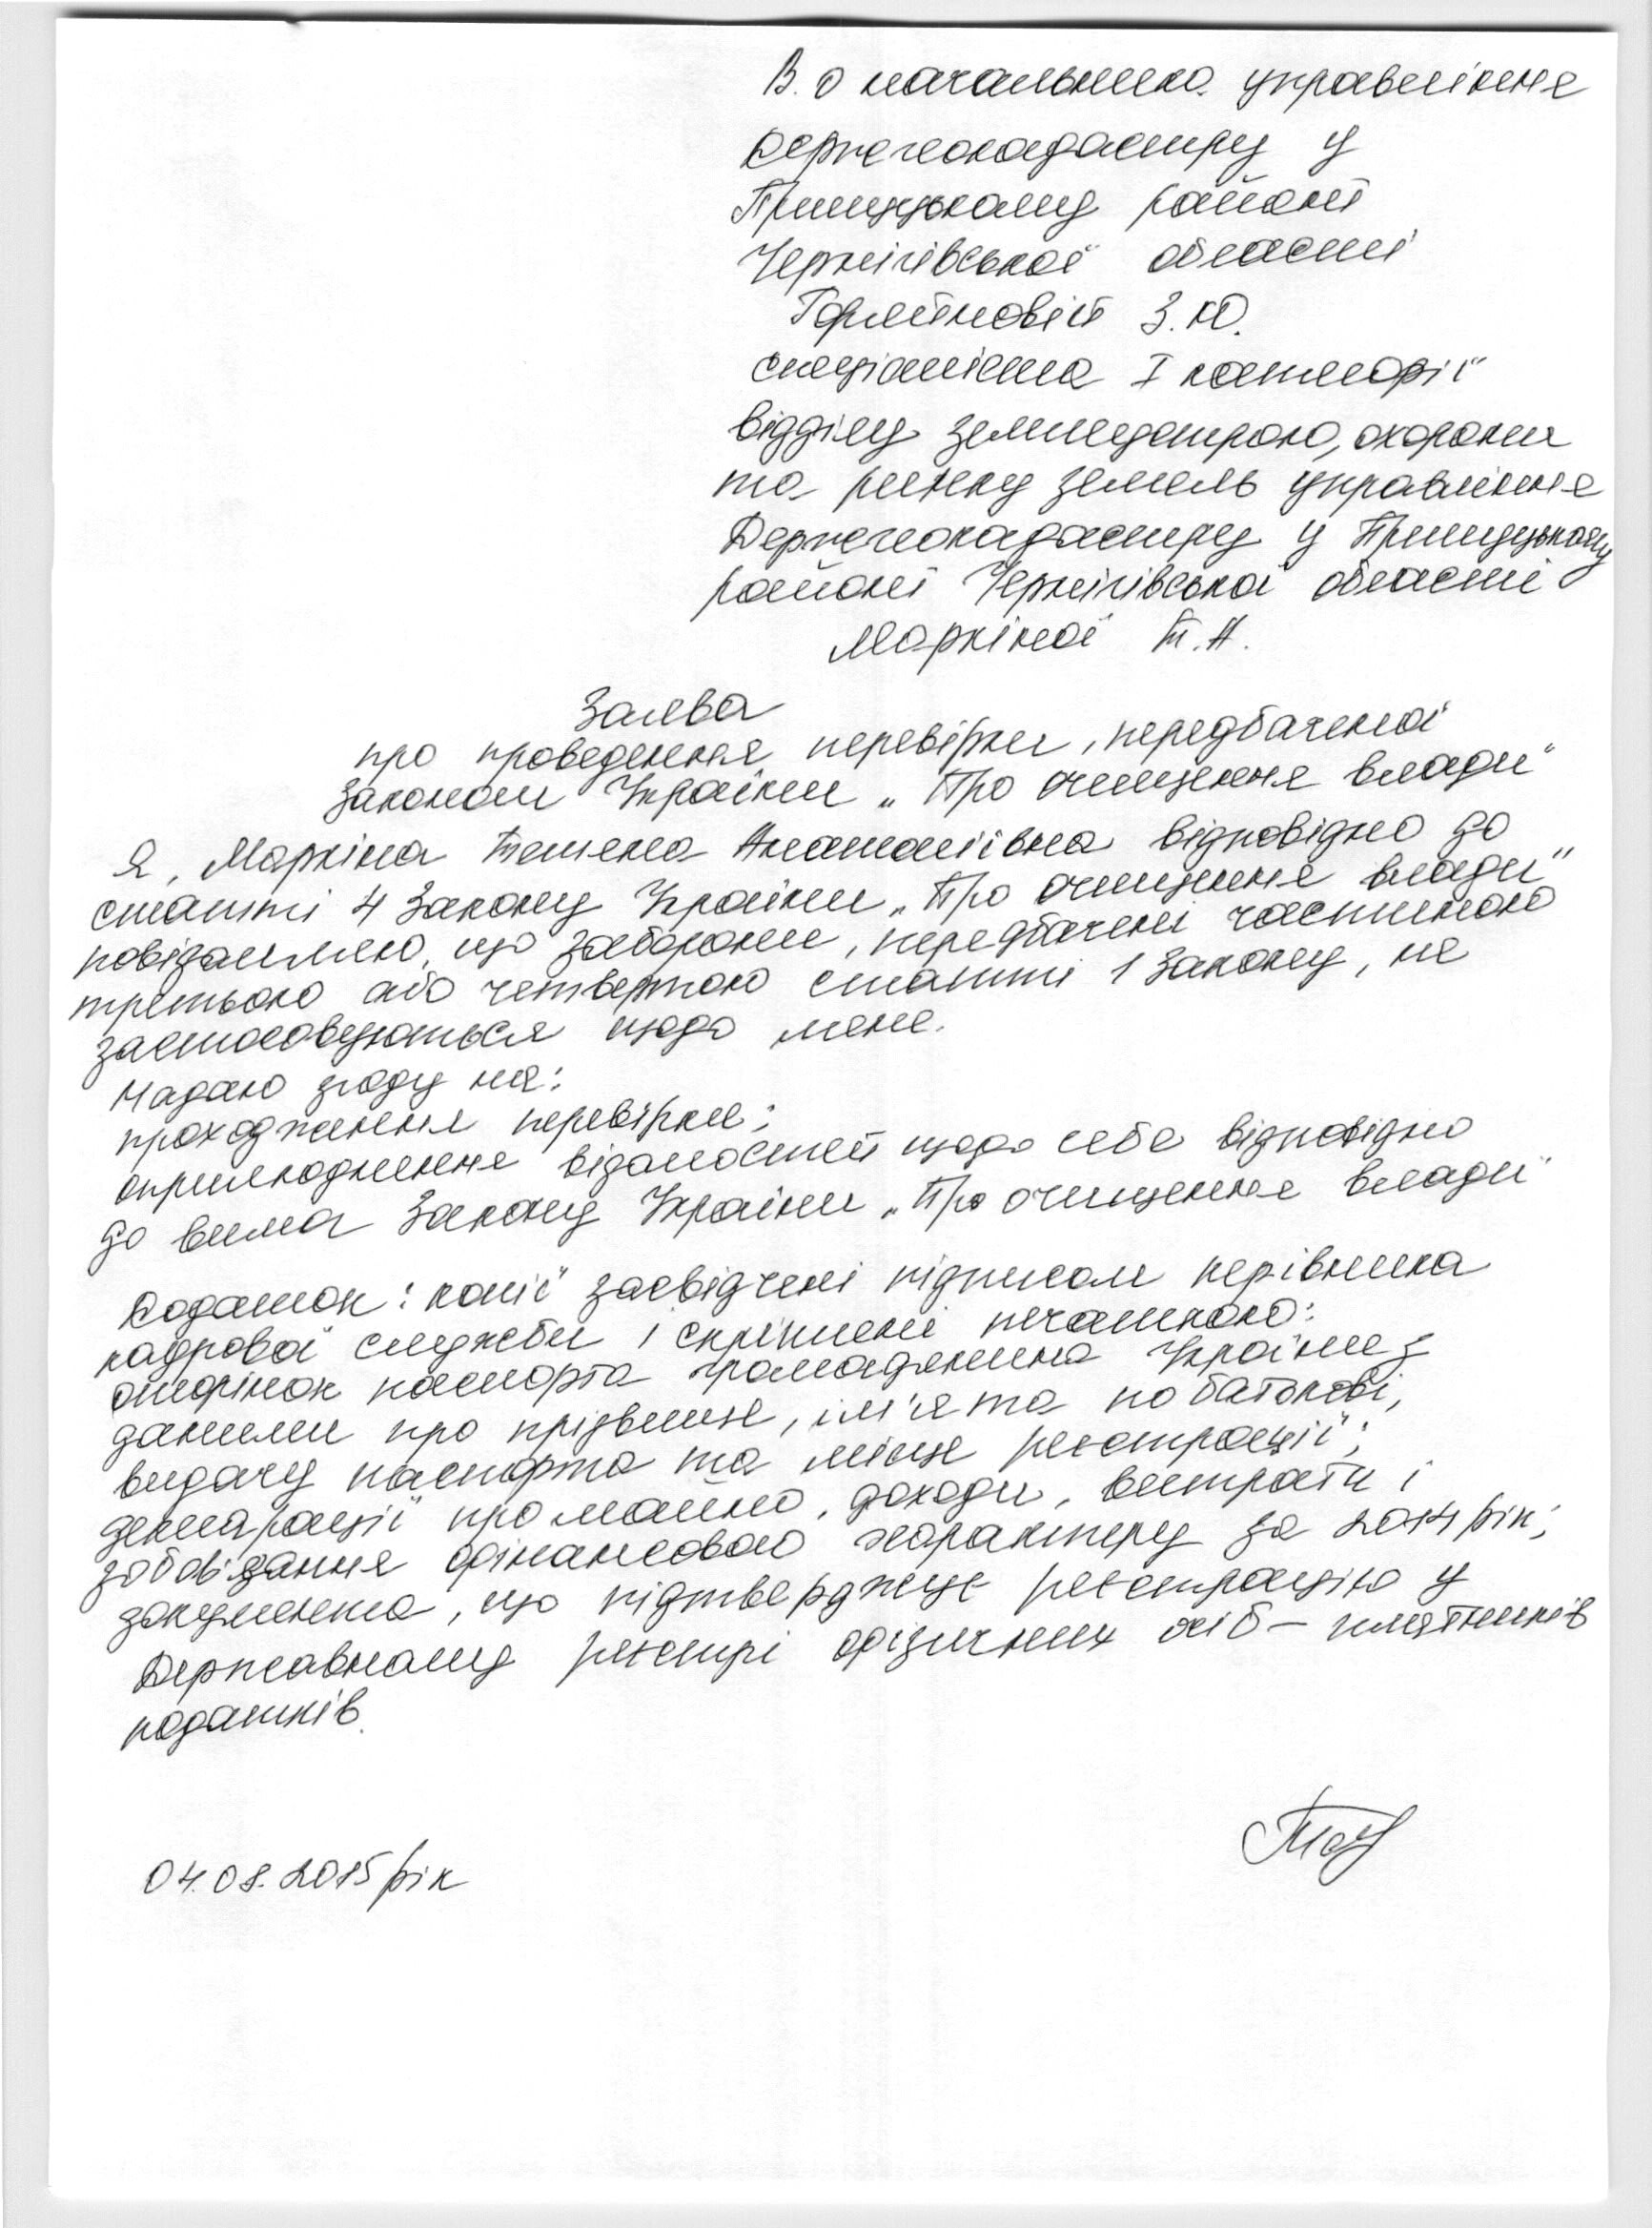 В.о начальника управління
Держгеокадастру у
Прилуцькому районі
Чернігівської області
З.Ю.
спеціаліста І категорії
відділу землеустрою, охорони
та ринку земель управління
Держгеокадастру у Прилуцькому
районі Чернігівської області
Маркіної Т.А.
Заява
про проведення перевірки, передбаченої
Законом України „Про очищення влади"
Я, Маркіна Тетяна Анатоліївна відповідно до
статті 4 Закону України „Про очищення влади"
повідомляю, що заборони, передбачені частиною
третьою або четвертою статті 1 Закону, не
застосовуються щодо мене.
Надаю згоду на:
проходження перевірки;
оприлюднення відомостей щодо себе відповідно
до вимог Закону України „Про очищення влади"
Додаток: копії засвідчені підписом керівника
кадрової служби і скріплені печаткою:
сторінок паспорта громадянина України з
даними про прізвище, ім'я та по батькові,
видачу паспорта та місце реєстрації;
декларації про майно, доходи, витрати і
зобов'язання фінансового характеру за 2014 рік;
документа, що підтверджує реєстрацію у
Державному реєстрі фізичних осіб – платників
податків.
04.08.2015 рік